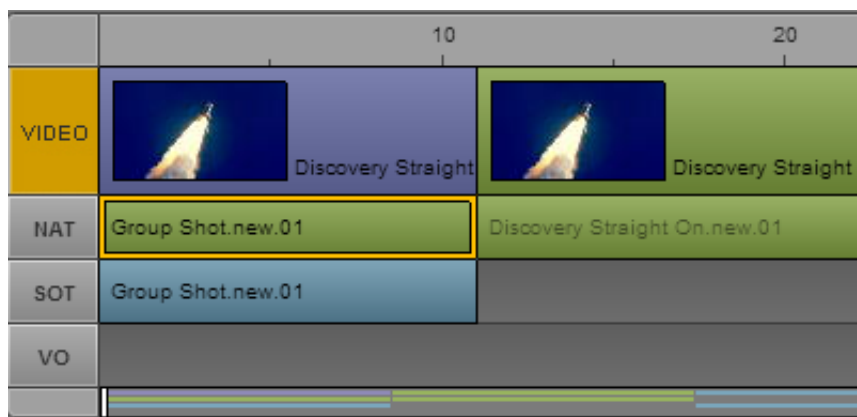 10 20
VIDEO
Discovery Straight Discovery Straight
NAT Group Shot.new.01 Discovery Straight On.new.01
SOT Group Shot.new.01
VO